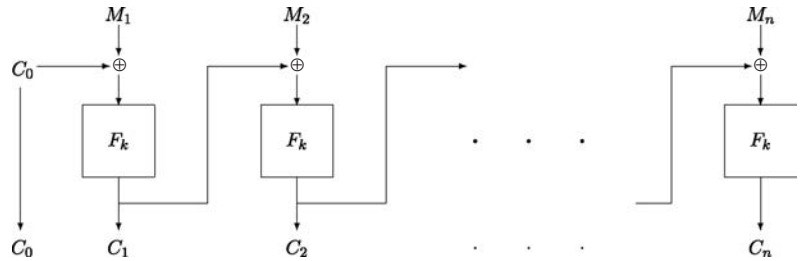 M₁ M₂ Mₙ
C₀ ⊕ ⊕ ⊕
Fₖ Fₖ . . . Fₖ
C₀ C₁ C₂ . . . Cₙ